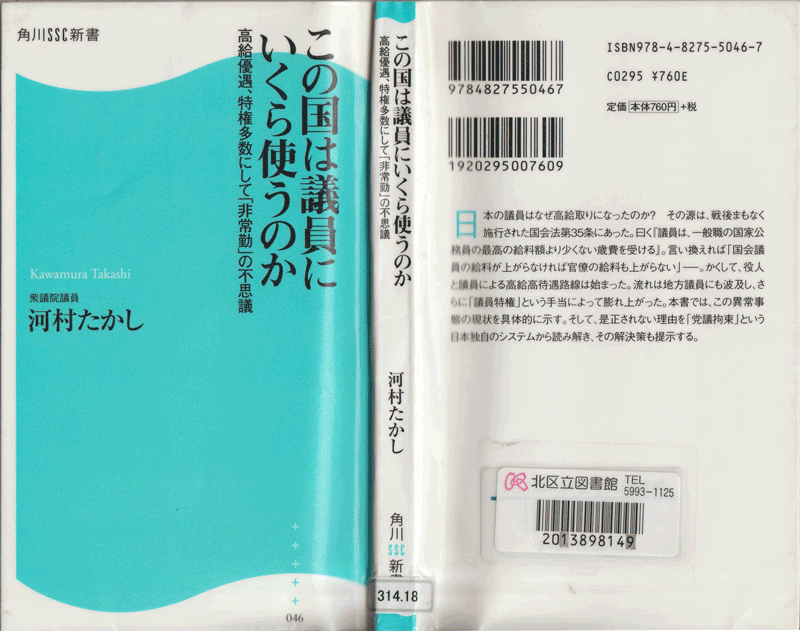 角川SSC新書
この国は議員に
いくら使うのか
高給優遇、特権多数にして「非常勤」の不思議
Kawamura Takashi
衆議院議員
河村たかし
046
この国は議員にいくら使うのか
高給優遇、特権多数にして「非常勤」の不思議
河村たかし
角川SSC新書
314.18
ISBN978-4-8275-5046-7
C0295 ¥760E
定価 本体760円 +税
9784827550467
1920295007609
日本の議員はなぜ高給取りになったのか? その源は、戦後まもなく
施行された国会法第35条にあった。曰く『議員は、一般職の国家公
務員の最高の給料額より少くない歳費を受ける』。言い換えれば「国会議
員の給料が上がらなければ官僚の給料も上がらない」—。かくして、役人
と議員による高給高待遇路線は始まった。流れは地方議員にも波及し、さ
らに「議員特権」という手当によって膨れ上がった。本書では、この異常事
態の現状を具体的に示す。そして、是正されない理由を「党議拘束」という
日本独自のシステムから読み解き、その解決策も提示する。
北区立図書館
TEL
5993-1125
2013898149